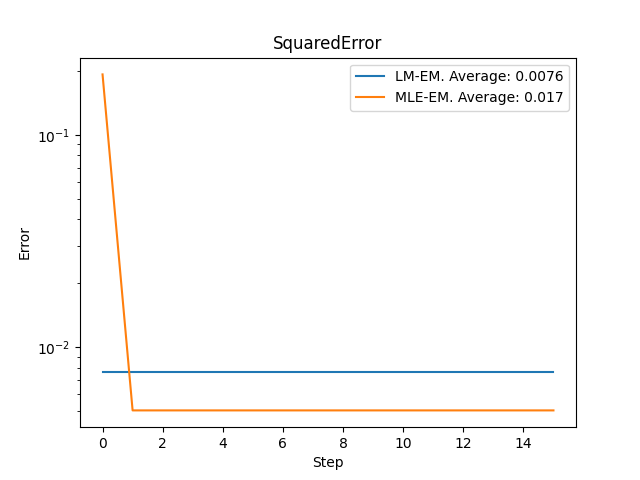 SquaredError
LM-EM. Average: 0.0076
MLE-EM. Average: 0.017
10⁻¹
10⁻²
Error
0 2 4 6 8 10 12 14
Step